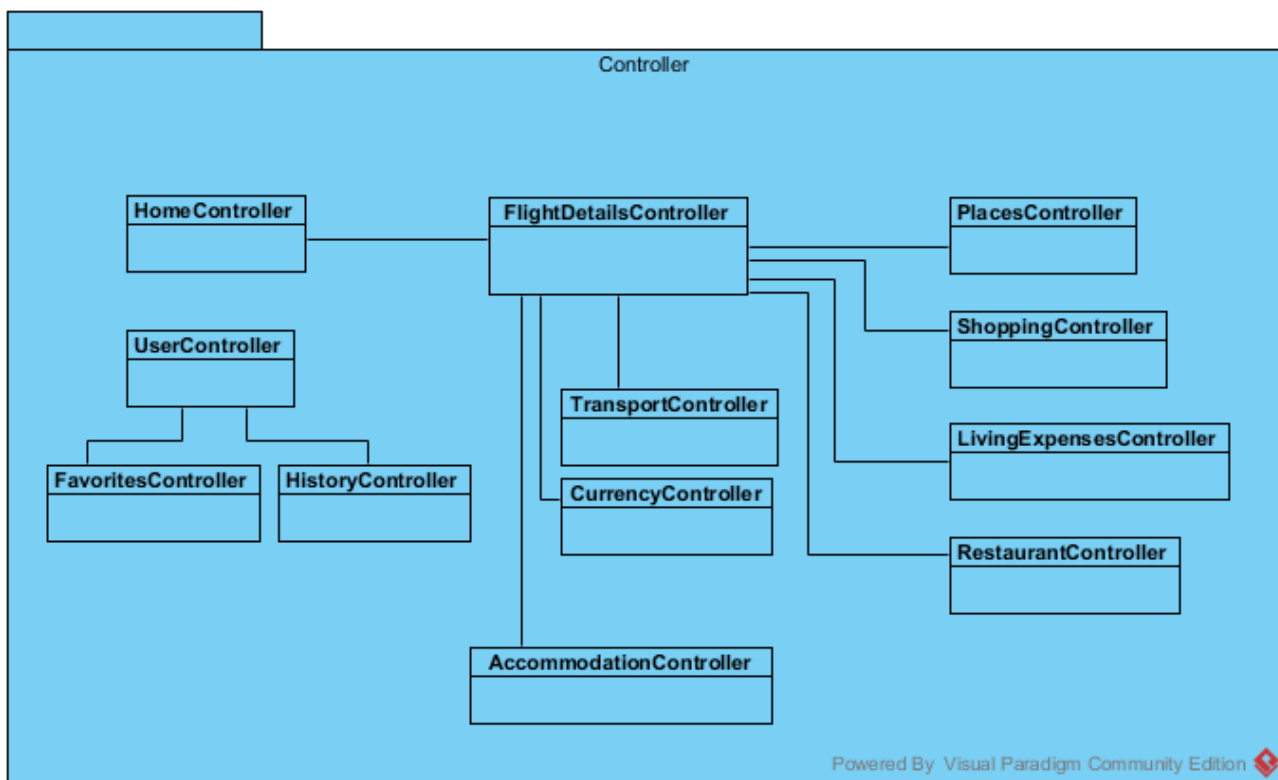 Controller
HomeController
FlightDetailsController
PlacesController
UserController
ShoppingController
TransportController
LivingExpensesController
FavoritesController
HistoryController
CurrencyController
RestaurantController
AccommodationController
Powered By Visual Paradigm Community Edition